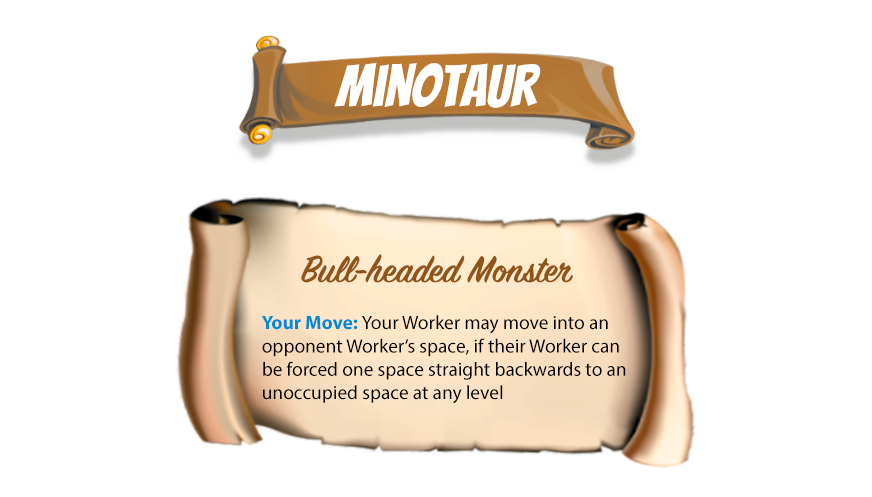 MINOTAUR
Bull-headed Monster
Your Move: Your Worker may move into an
opponent Worker's space, if their Worker can
be forced one space straight backwards to an
unoccupied space at any level